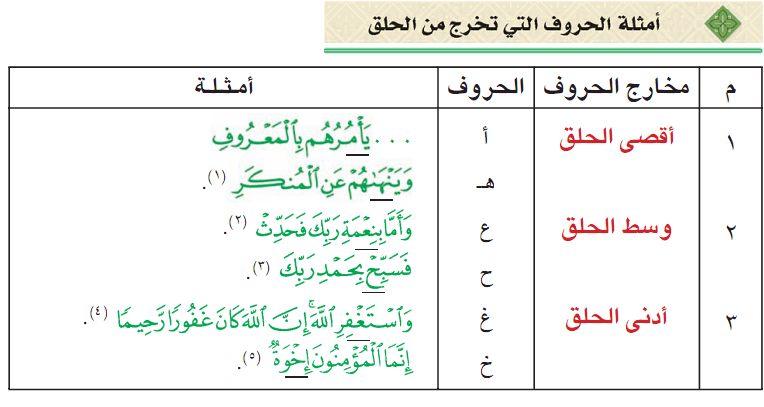 أمثلة الحروف التي تخرج من الحلق
م مخارج الحروف الحروف أمثلة
١ أقصى الحلق أ ... يَأْمُرُهُم بِٱلْمَعْرُوفِ
هـ وَيَنْهَىٰهُمْ عَنِ ٱلْمُنكَرِ (١).
٢ وسط الحلق ع وَأَمَّا بِنِعْمَةِ رَبِّكَ فَحَدِّثْ (٢).
ح فَسَبِّحْ بِحَمْدِ رَبِّكَ (٣).
٣ أدنى الحلق غ وَٱسْتَغْفِرِ ٱللَّهَ ۖ إِنَّ ٱللَّهَ كَانَ غَفُورًا رَّحِيمًا (٤).
خ إِنَّمَا ٱلْمُؤْمِنُونَ إِخْوَةٌ (٥).